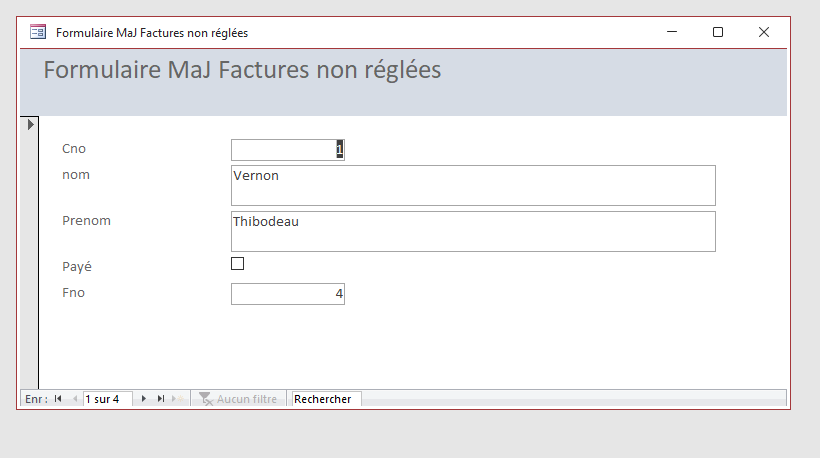 Formulaire MaJ Factures non réglées
Formulaire MaJ Factures non réglées
Cno 1
nom Vernon
Prenom Thibodeau
Payé
Fno 4
Enr : 1 sur 4 Aucun filtre Rechercher